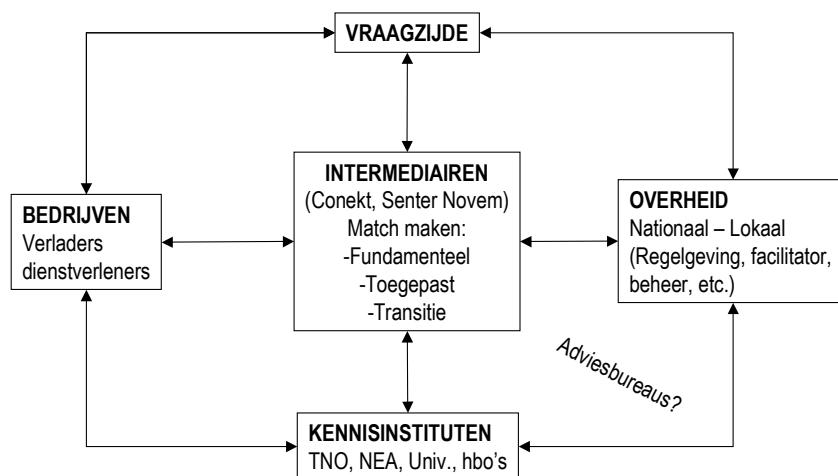 VRAAGZIJDE
INTERMEDIAIREN
(Conekt, Senter Novem)
Match maken:
-Fundamenteel
-Toegepast
-Transitie
BEDRIJVEN
Verladers
dienstverleners
OVERHEID
Nationaal – Lokaal
(Regelgeving, facilitator,
beheer, etc.)
Adviesbureaus?
KENNISINSTITUTEN
TNO, NEA, Univ., hbo's